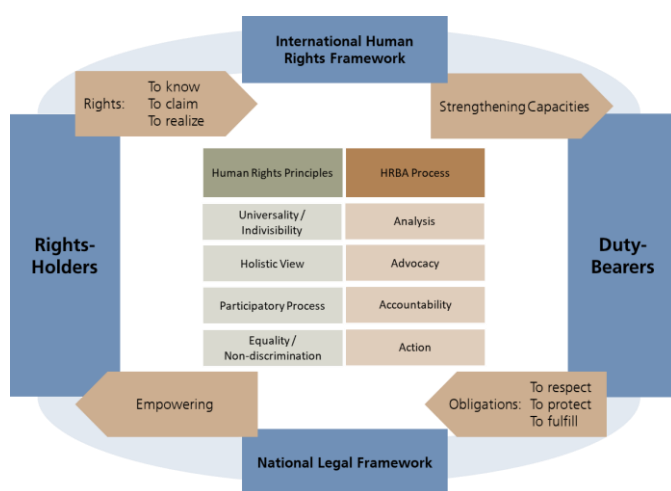 International Human
Rights Framework
Rights:
To know
To claim
To realize
Strengthening Capacities
Rights-
Holders
Human Rights Principles
HRBA Process
Universality /
Indivisibility
Analysis
Holistic View
Advocacy
Participatory Process
Accountability
Equality /
Non-discrimination
Action
Duty-
Bearers
Empowering
Obligations:
To respect
To protect
To fulfill
National Legal Framework